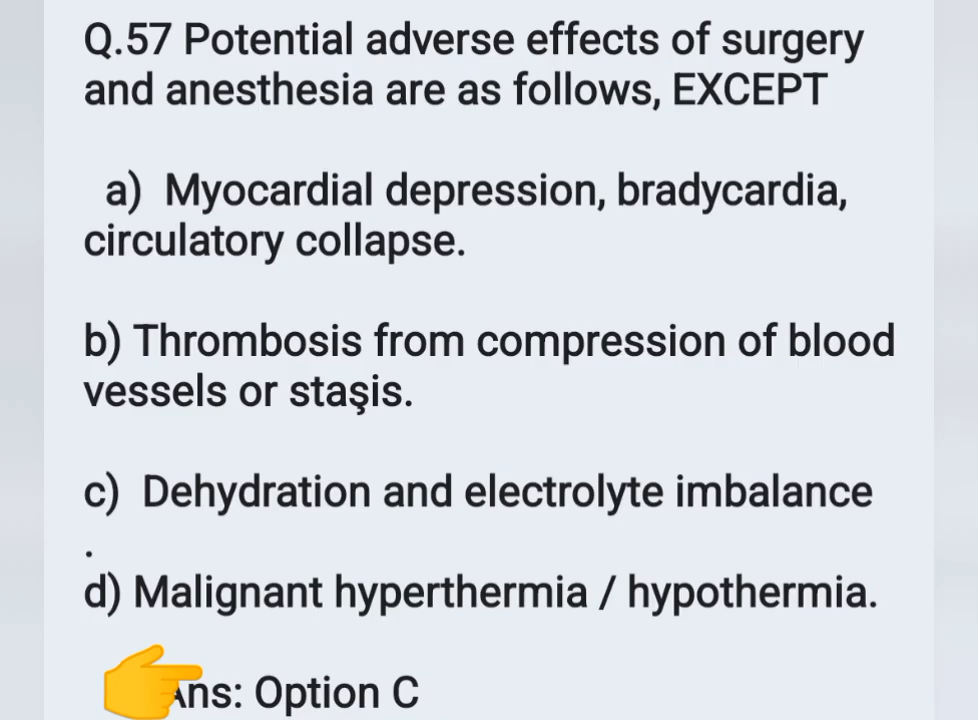 Q.57 Potential adverse effects of surgery
and anesthesia are as follows, EXCEPT
a) Myocardial depression, bradycardia,
circulatory collapse.
b) Thrombosis from compression of blood
vessels or staşis.
c) Dehydration and electrolyte imbalance
.
d) Malignant hyperthermia / hypothermia.
Ans: Option C